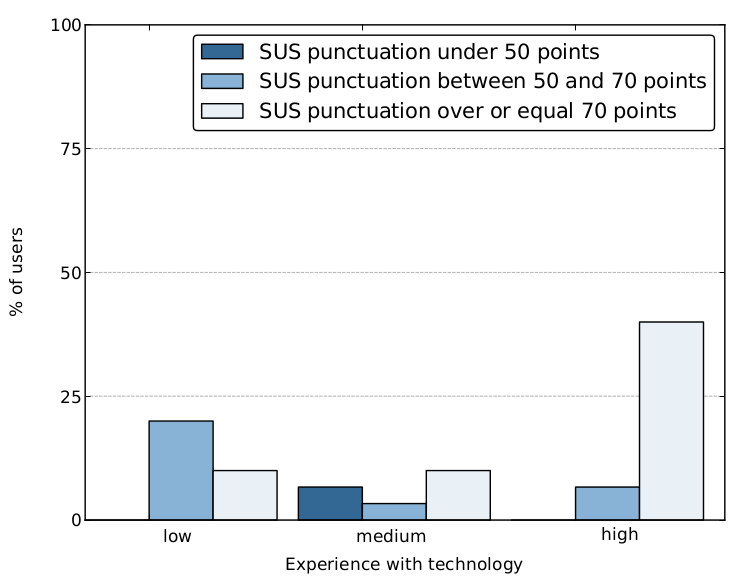 100
75
50
25
0
SUS punctuation under 50 points
SUS punctuation between 50 and 70 points
SUS punctuation over or equal 70 points
% of users
low
medium
high
Experience with technology